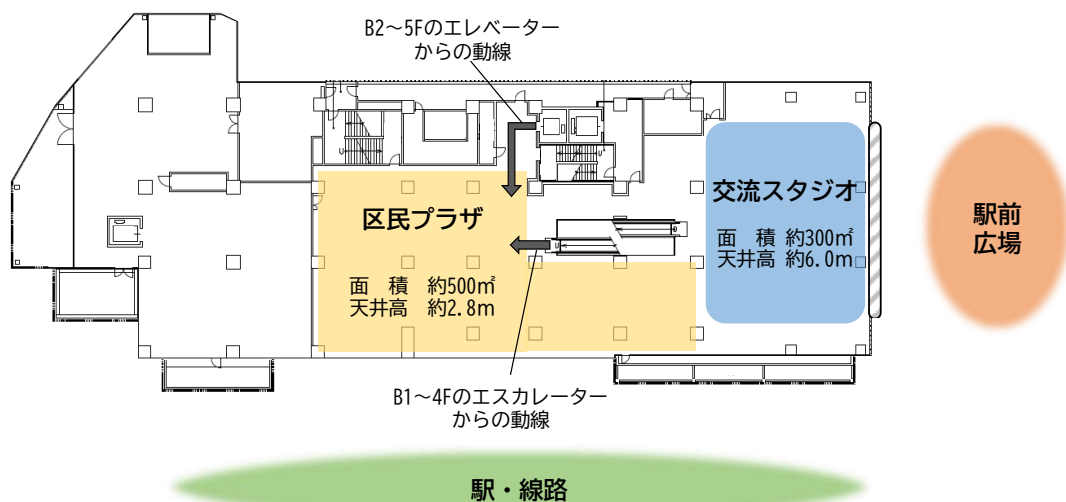 B2～5Fのエレベーター
からの動線
区民プラザ
面　積　約500㎡
天井高　約2.8m
交流スタジオ
面　積　約300㎡
天井高　約6.0m
駅前
広場
B1～4Fのエスカレーター
からの動線
駅・線路